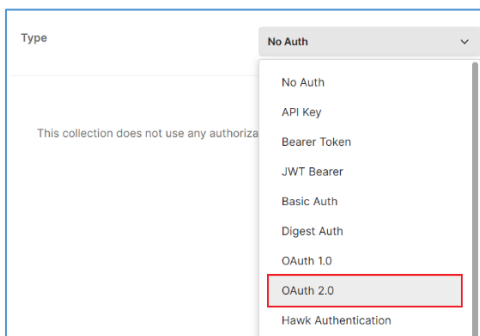 Type
No Auth
No Auth
API Key
This collection does not use any authoriza
Bearer Token
JWT Bearer
Basic Auth
Digest Auth
OAuth 1.0
OAuth 2.0
Hawk Authentication